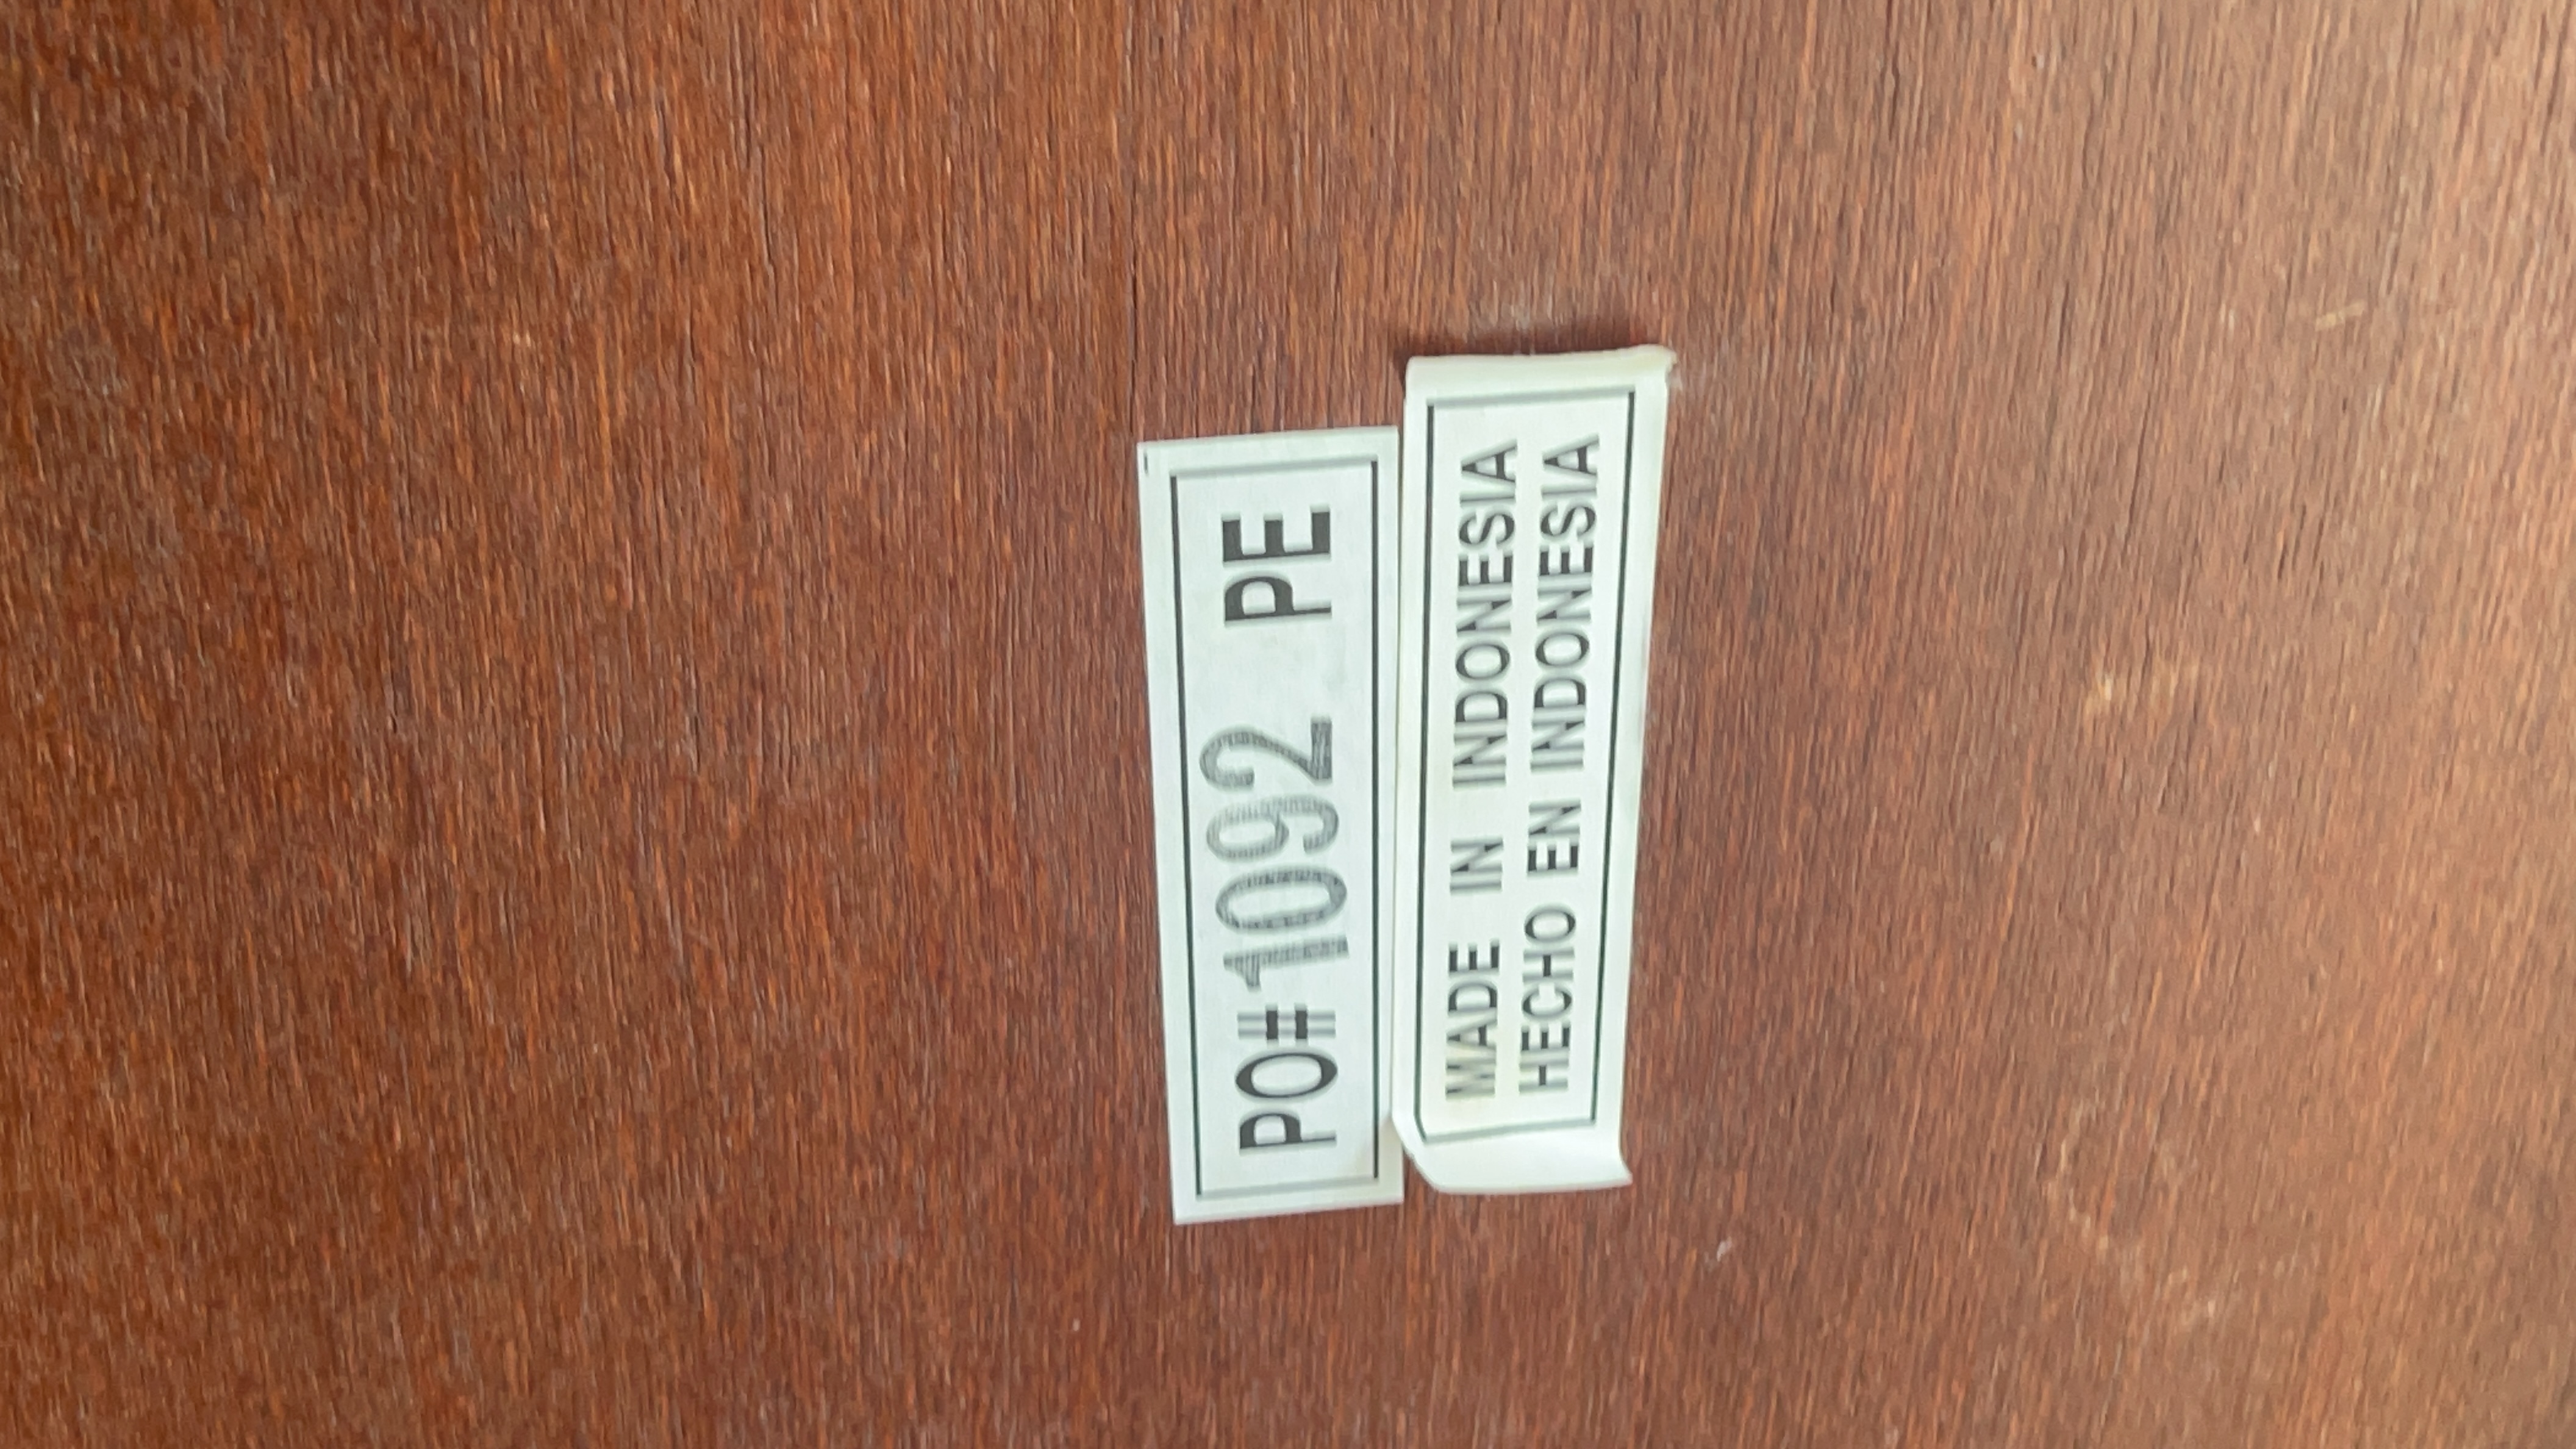 PO# 1092 PE
MADE IN INDONESIA
HECHO EN INDONESIA